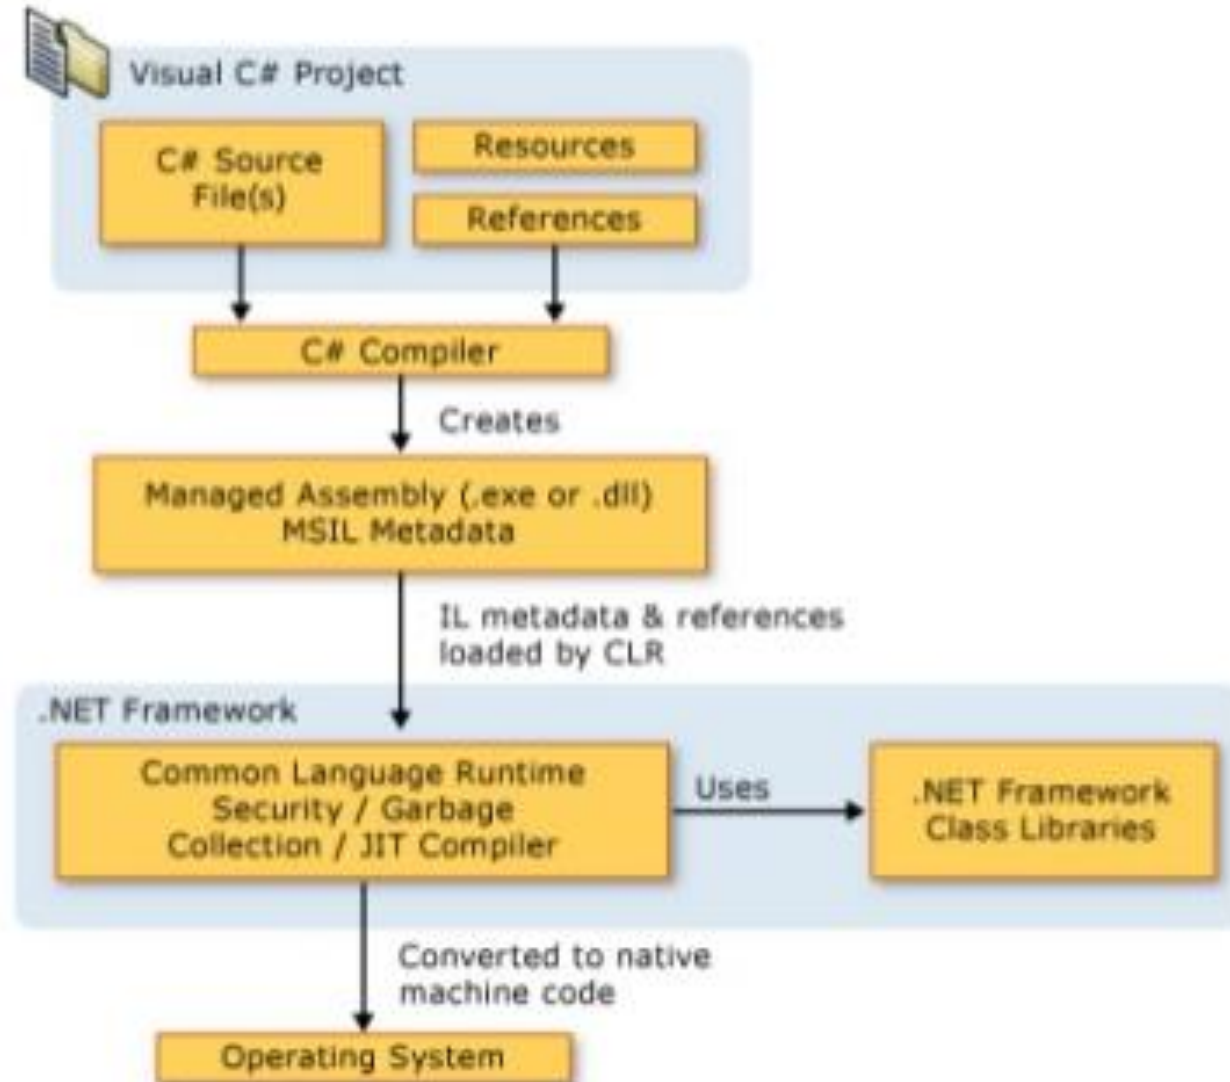 Visual C# Project
C# Source
File(s)
Resources
References
C# Compiler
Creates
Managed Assembly (.exe or .dll)
MSIL Metadata
IL metadata & references
loaded by CLR
.NET Framework
Common Language Runtime
Security / Garbage
Collection / JIT Compiler
Uses
.NET Framework
Class Libraries
Converted to native
machine code
Operating System